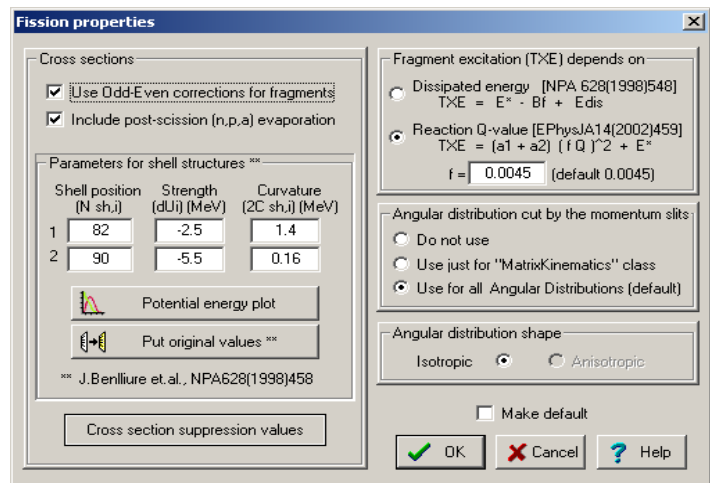 Fission properties
Cross sections
Use Odd-Even corrections for fragments
Include post-scission (n,p,a) evaporation
Parameters for shell structures **
Shell position Strength Curvature
(N sh,i) (dUi) (MeV) (2C sh,i) (MeV)
1 82 -2.5 1.4
2 90 -5.5 0.16
Potential energy plot
Put original values **
** J.Benlliure et.al., NPA628(1998)458
Cross section suppression values
Fragment excitation (TXE) depends on
Dissipated energy [NPA 628(1998)548]
TXE = E* - Bf + Edis
Reaction Q-value [EPhysJA14(2002)459]
TXE = (a1 + a2) ( f Q )^2 + E*
f = 0.0045 (default 0.0045)
Angular distribution cut by the momentum slits
Do not use
Use just for "MatrixKinematics" class
Use for all Angular Distributions (default)
Angular distribution shape
Isotropic Anisotropic
Make default
OK Cancel ? Help